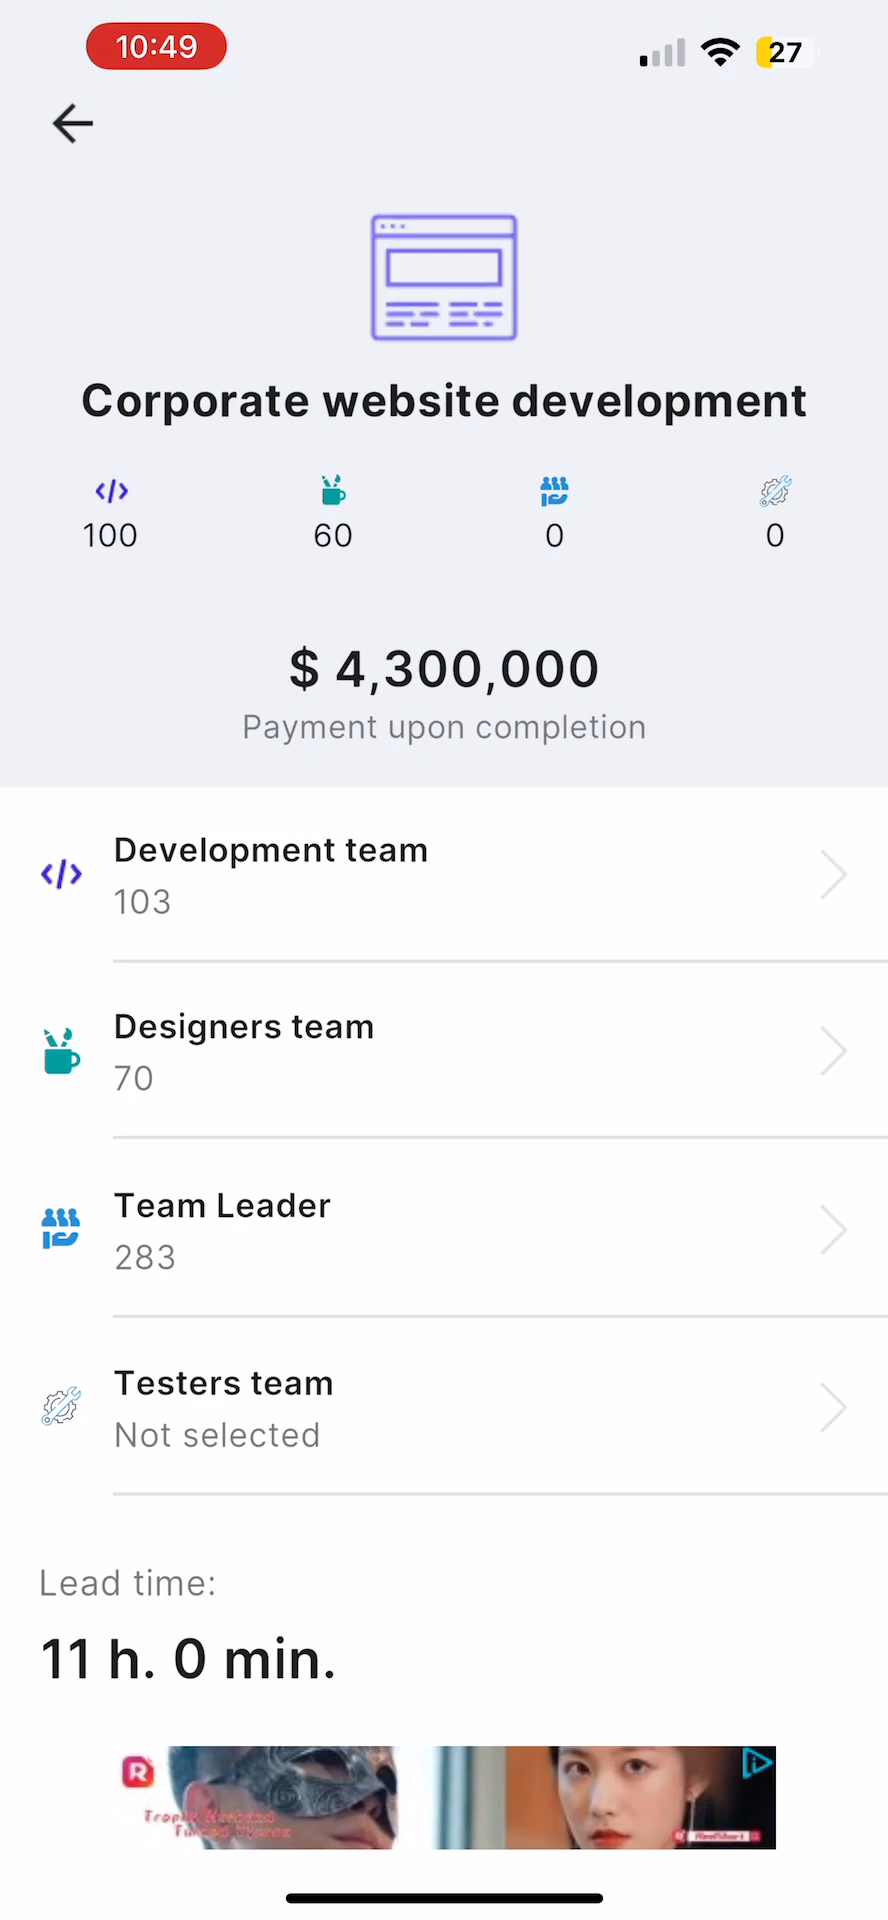 10:49
27
Corporate website development
100
60
0
0
$ 4,300,000
Payment upon completion
Development team
103
Designers team
70
Team Leader
283
Testers team
Not selected
Lead time:
11 h. 0 min.
R
ReelShort